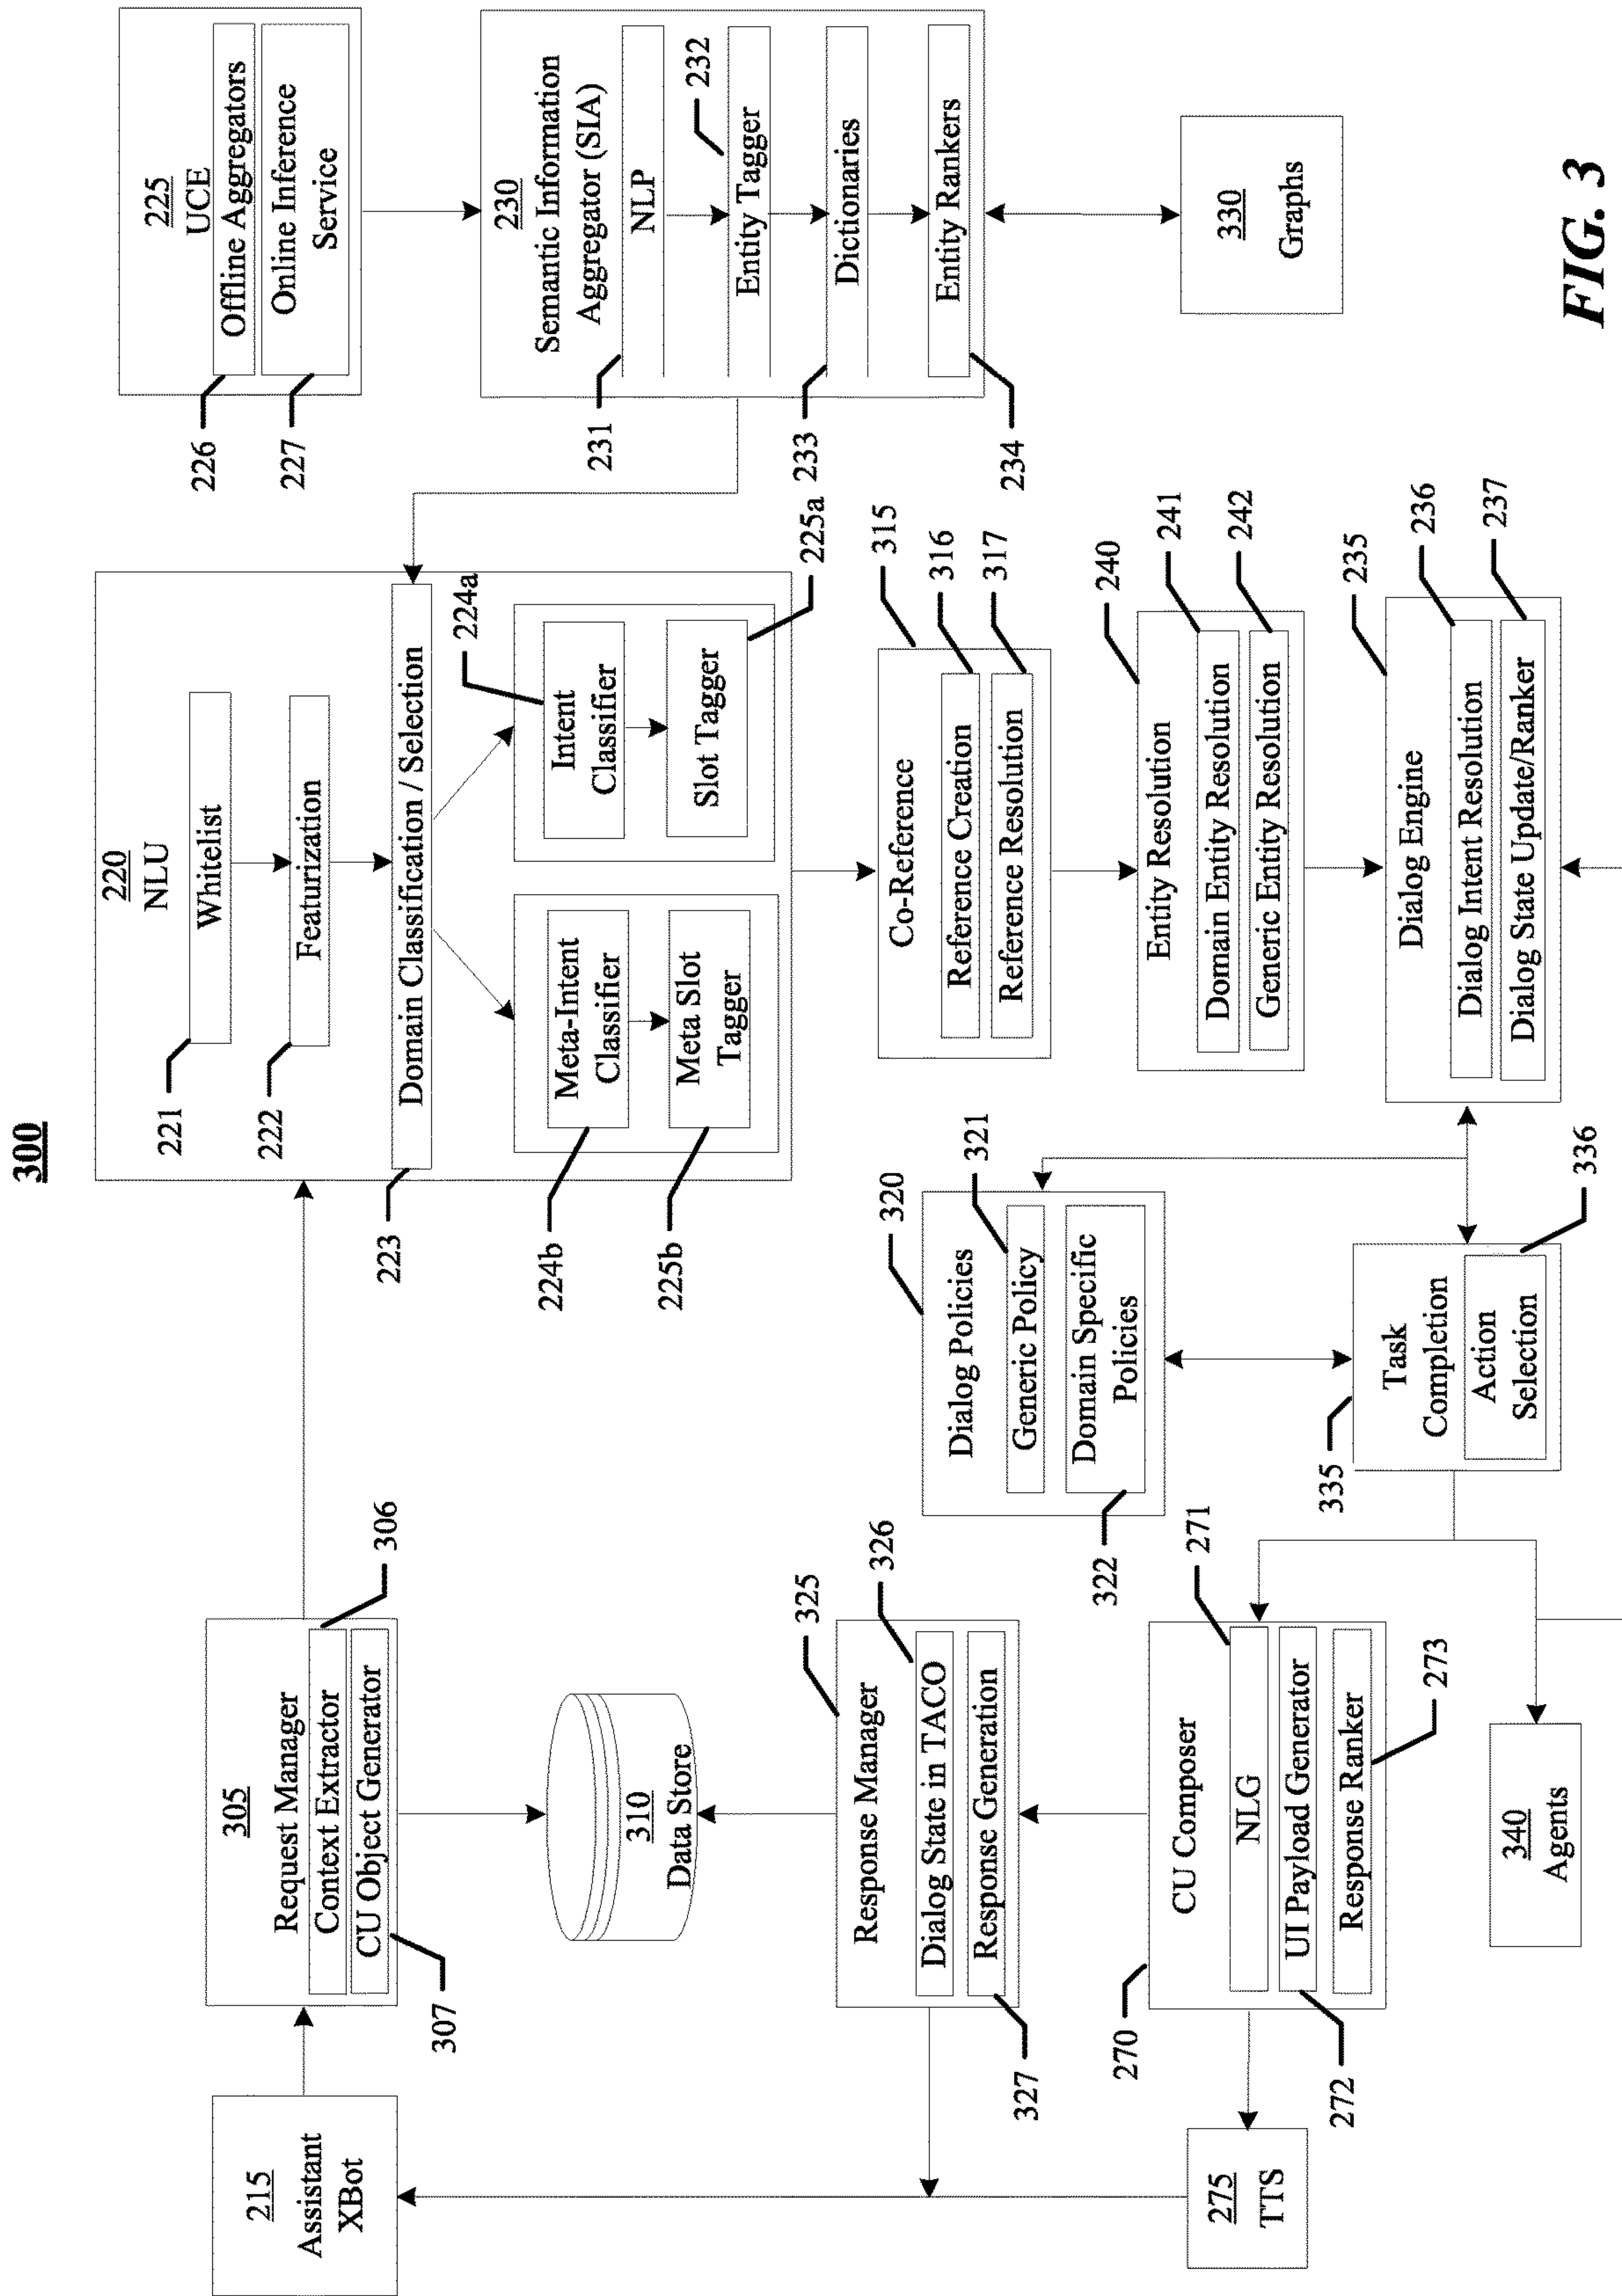 300
215
Assistant
XBot
305
Request Manager
Context Extractor
CU Object Generator
306
307
310
Data Store
220
NLU
Whitelist
221
Featurization
222
Domain Classification / Selection
223
Meta-Intent
Classifier
224b
Meta Slot
Tagger
225b
Intent
Classifier
224a
Slot Tagger
225a
225
UCE
Offline Aggregators
Online Inference
Service
226
227
230
Semantic Information
Aggregator (SIA)
NLP
231
Entity Tagger
232
Dictionaries
233
Entity Rankers
234
330
Graphs
Co-Reference
315
Reference Creation
316
Reference Resolution
317
Entity Resolution
240
Domain Entity Resolution
241
Generic Entity Resolution
242
Dialog Engine
235
Dialog Intent Resolution
236
Dialog State Update/Ranker
237
Dialog Policies
320
Generic Policy
321
Domain Specific
Policies
322
Task
Completion
335
Action
Selection
336
Response Manager
325
Dialog State in TACO
326
Response Generation
327
CU Composer
270
NLG
271
UI Payload Generator
272
Response Ranker
273
275
TTS
340
Agents
FIG. 3